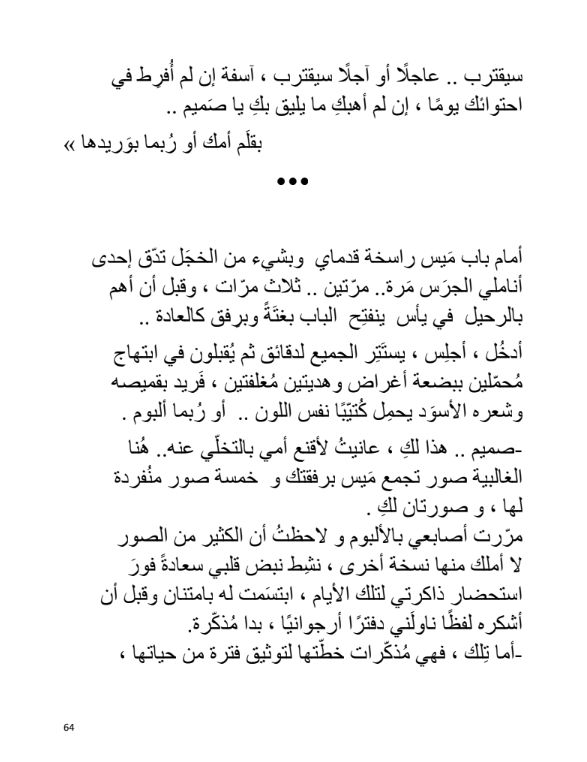 سيقترب .. عاجلًا أو آجلًا سيقترب ، آسفة إن لم أُفرِط في
احتوائك يومًا ، إن لم أهبكِ ما يليق بكِ يا صَميم ..
بقلَم أمك أو رُبما بوَريدها »
•••
أمام باب مَيس راسخة قدماي وبشيء من الخجَل تدّق إحدى
أناملي الجرَس مَرة.. مرّتين .. ثلاث مرّات ، وقبل أن أهم
بالرحيل في يأس ينفتِح الباب بغتَةً وبرفق كالعادة ..
أدخُل ، أجلِس ، يستَتِر الجميع لدقائق ثم يُقبلون في ابتهاج
مُحمّلين ببضعة أغراض وهديتين مُغلفتين ، فَريد بقميصه
وشعره الأسوَد يحمِل كُتيّبًا نفس اللون .. أو رُبما ألبوم .
-صميم .. هذا لكِ ، عانيتُ لأقنع أمي بالتخلّي عنه.. هُنا
الغالبية صور تجمع مَيس برفقتك و خمسة صور منُفردة
لها ، و صورتان لكِ .
مرّرت أصابعي بالألبوم و لاحظتُ أن الكثير من الصور
لا أملك منها نسخة أخرى ، نشِط نبض قلبي سعادةً فورَ
استحضار ذاكرتي لتلك الأيام ، ابتسَمت له بامتنان وقبل أن
أشكره لفظًا ناولَني دفترًا أرجوانيًا ، بدا مُذكّرة.
-أما تِلك ، فهي مُذكّرات خطّتها لتوثيق فترة من حياتها ،
64